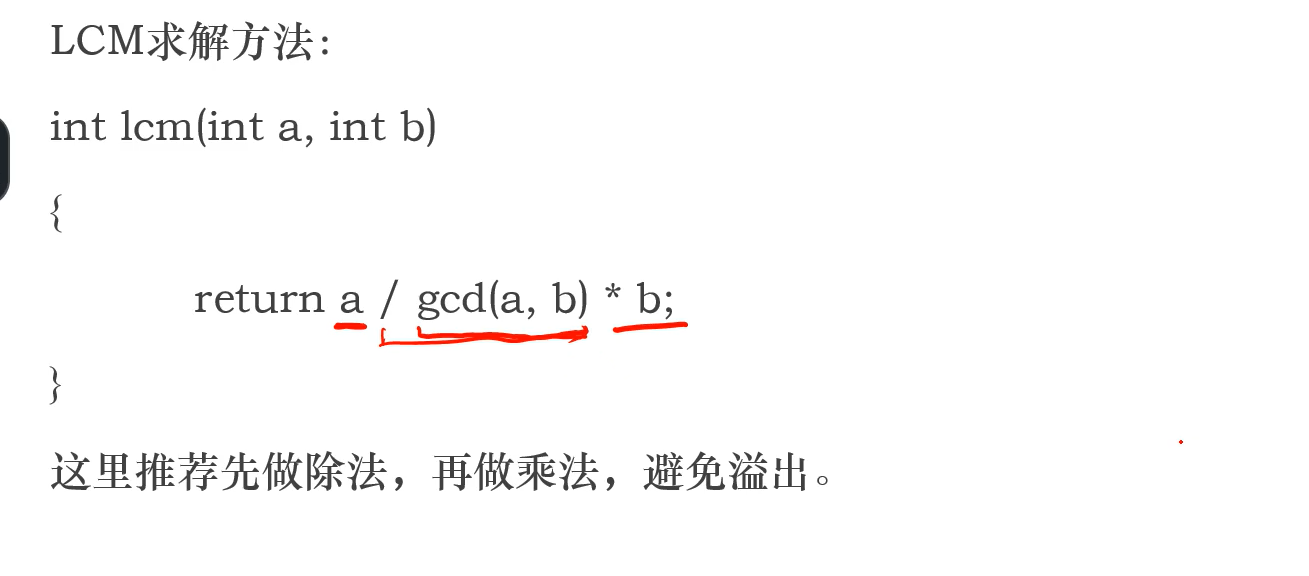 LCM求解方法：
int lcm(int a, int b)
{
return a / gcd(a, b) * b;
}
这里推荐先做除法，再做乘法，避免溢出。